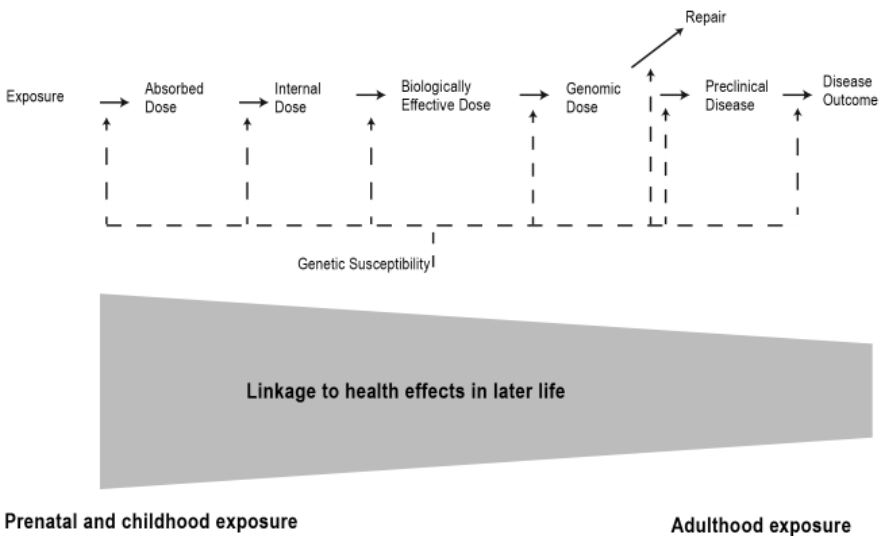 Repair
Exposure
Absorbed
Dose
Internal
Dose
Biologically
Effective Dose
Genomic
Dose
Preclinical
Disease
Disease
Outcome
Genetic Susceptibility
Linkage to health effects in later life
Prenatal and childhood exposure
Adulthood exposure